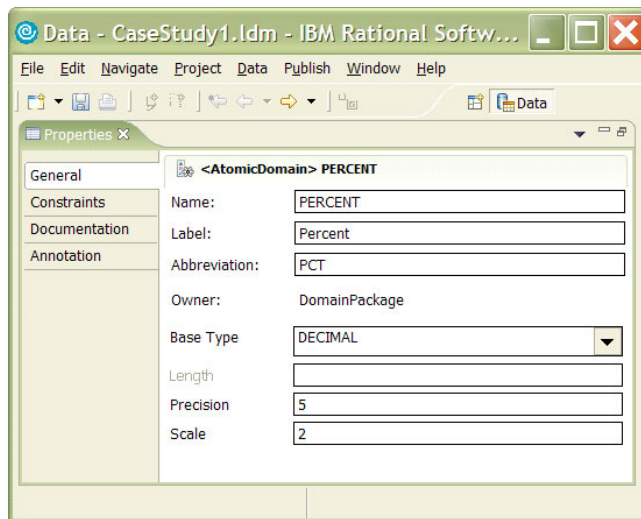 Data - CaseStudy1.ldm - IBM Rational Softw...
File Edit Navigate Project Data Publish Window Help
Data
Properties
General
<AtomicDomain> PERCENT
Constraints
Name: PERCENT
Documentation
Label: Percent
Annotation
Abbreviation: PCT
Owner: DomainPackage
Base Type DECIMAL
Length
Precision 5
Scale 2